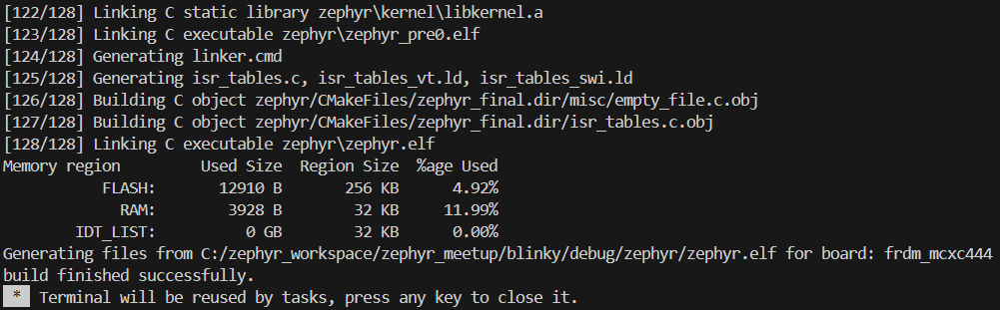 [122/128] Linking C static library zephyr\kernel\libkernel.a
[123/128] Linking C executable zephyr\zephyr_pre0.elf
[124/128] Generating linker.cmd
[125/128] Generating isr_tables.c, isr_tables_vt.ld, isr_tables_swi.ld
[126/128] Building C object zephyr/CMakeFiles/zephyr_final.dir/misc/empty_file.c.obj
[127/128] Building C object zephyr/CMakeFiles/zephyr_final.dir/isr_tables.c.obj
[128/128] Linking C executable zephyr\zephyr.elf
Memory region         Used Size  Region Size  %age Used
           FLASH:       12910 B       256 KB      4.92%
             RAM:        3928 B        32 KB     11.99%
        IDT_LIST:          0 GB        32 KB      0.00%
Generating files from C:/zephyr_workspace/zephyr_meetup/blinky/debug/zephyr/zephyr.elf for board: frdm_mcxc444
build finished successfully.
 *  Terminal will be reused by tasks, press any key to close it.